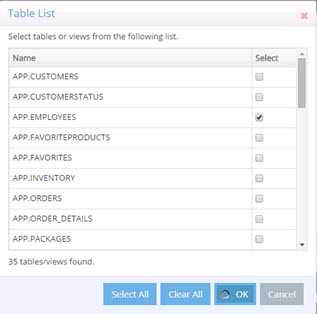 Table List
Select tables or views from the following list.
Name Select
APP.CUSTOMERS
APP.CUSTOMERSTATUS
APP.EMPLOYEES
APP.FAVORITEPRODUCTS
APP.FAVORITES
APP.INVENTORY
APP.ORDERS
APP.ORDER_DETAILS
APP.PACKAGES
35 tables/views found.
Select All Clear All OK Cancel